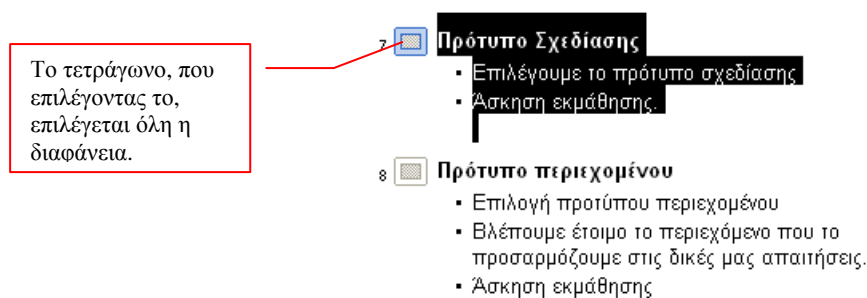 Το τετράγωνο, που
επιλέγοντας το,
επιλέγεται όλη η
διαφάνεια.
7 Πρότυπο Σχεδίασης
▪ Επιλέγουμε το πρότυπο σχεδίασης
▪ Άσκηση εκμάθησης.
8 Πρότυπο περιεχομένου
▪ Επιλογή προτύπου περιεχομένου
▪ Βλέπουμε έτοιμο το περιεχόμενο που το
προσαρμόζουμε στις δικές μας απαιτήσεις.
▪ Άσκηση εκμάθησης